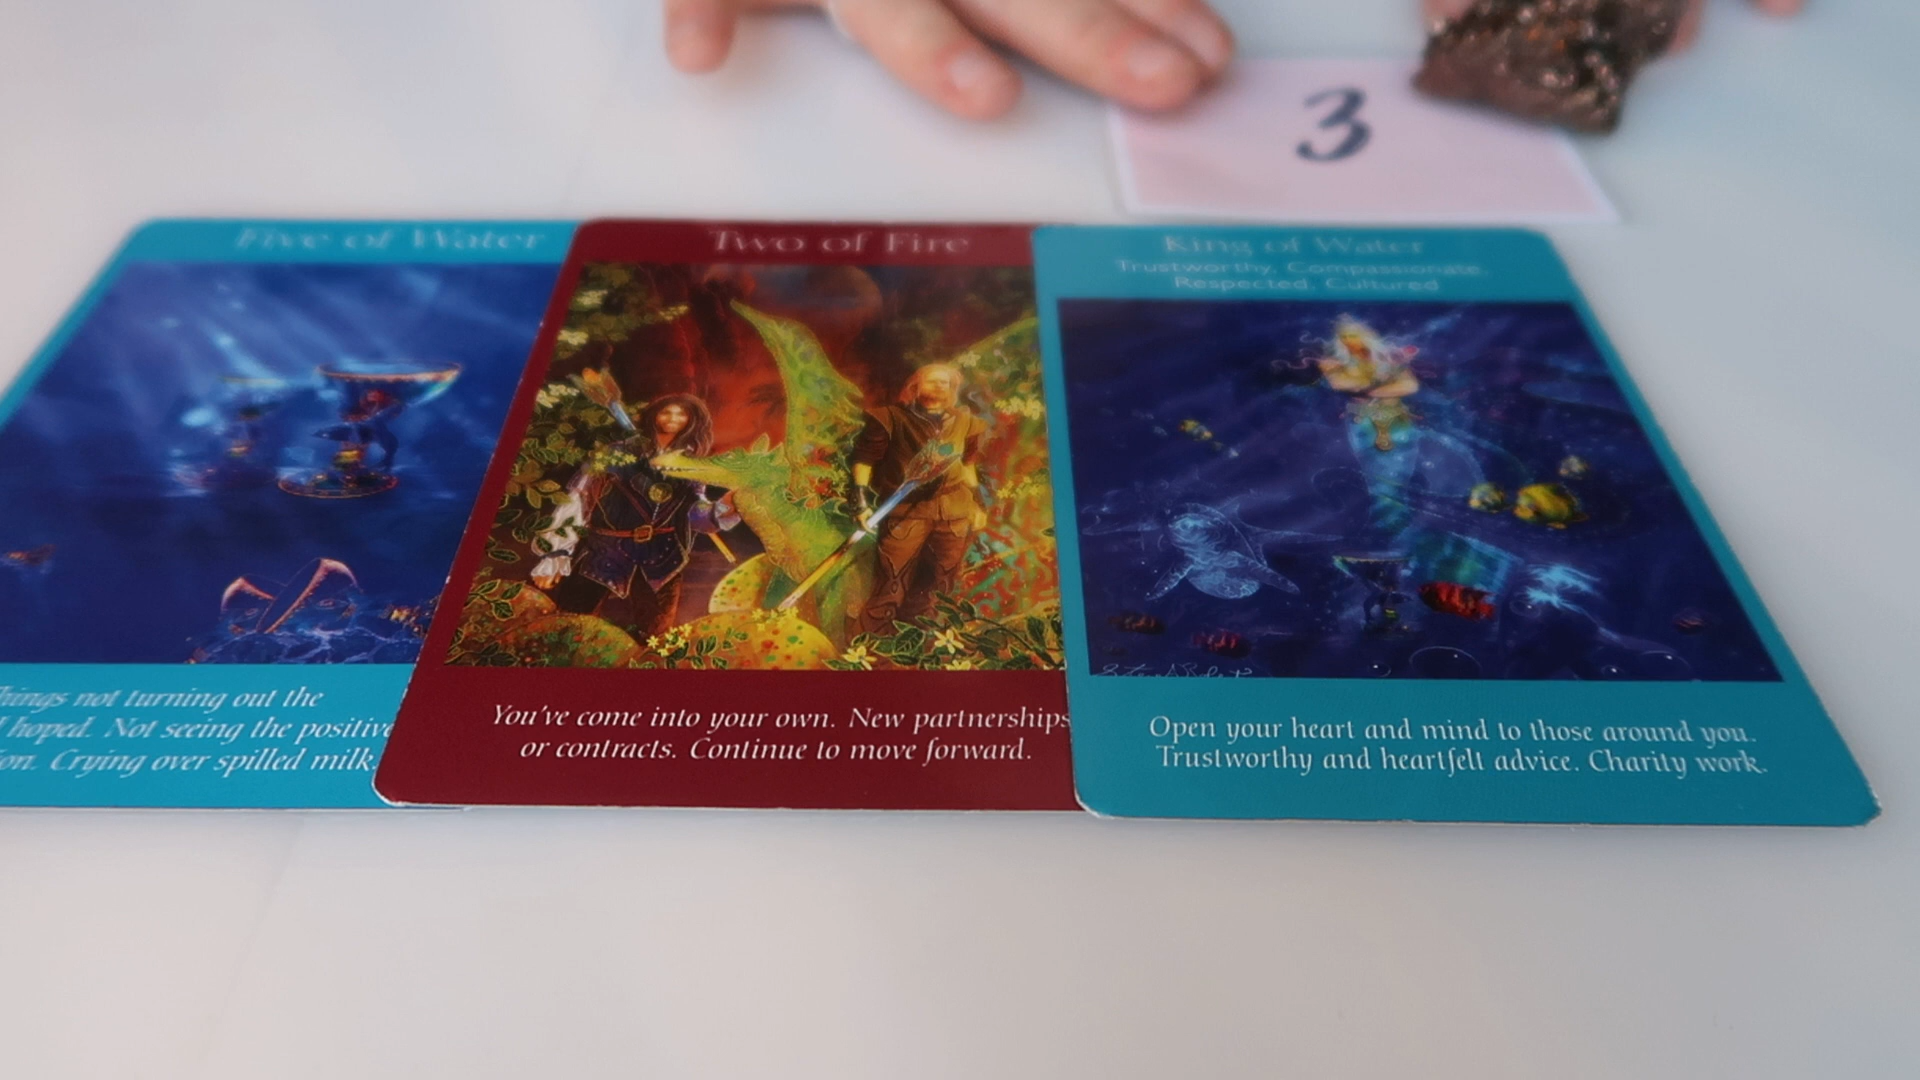 3
Five of Water
Things not turning out the
I hoped. Not seeing the positive
Crying over spilled milk.
Two of Fire
You've come into your own. New partnerships
or contracts. Continue to move forward.
King of Water
Trustworthy, Compassionate,
Respected, Cultured
Open your heart and mind to those around you.
Trustworthy and heartfelt advice. Charity work.